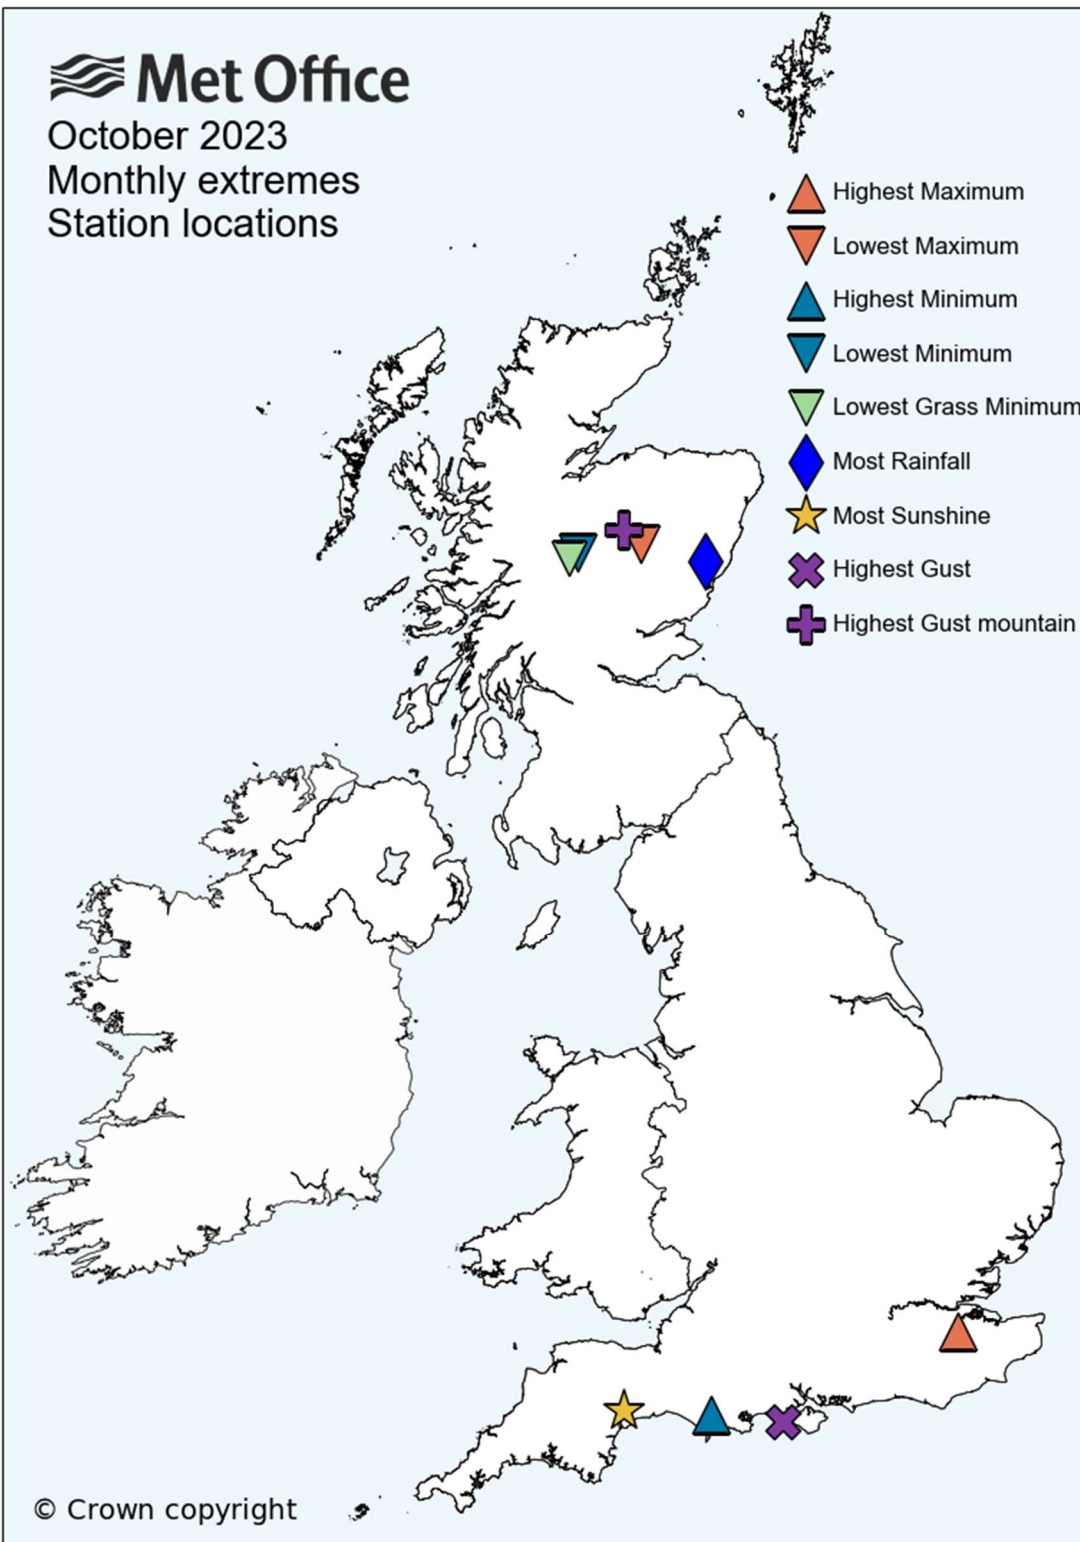 Met Office
October 2023
Monthly extremes
Station locations
Highest Maximum
Lowest Maximum
Highest Minimum
Lowest Minimum
Lowest Grass Minimum
Most Rainfall
Most Sunshine
Highest Gust
Highest Gust mountain
© Crown copyright